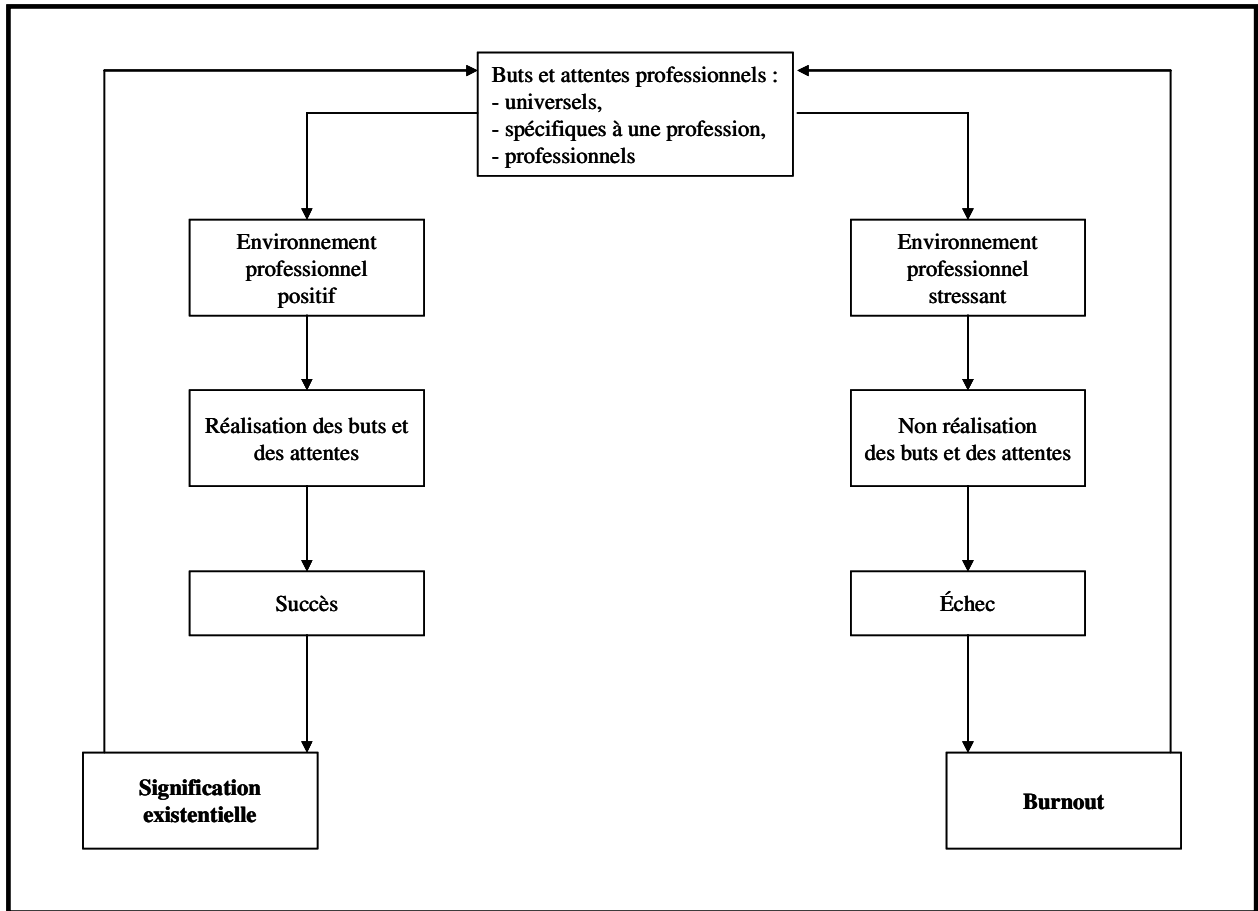 Buts et attentes professionnels :
- universels,
- spécifiques à une profession,
- professionnels
Environnement
professionnel
positif
Réalisation des buts et
des attentes
Succès
Signification
existentielle
Environnement
professionnel
stressant
Non réalisation
des buts et des attentes
Échec
Burnout